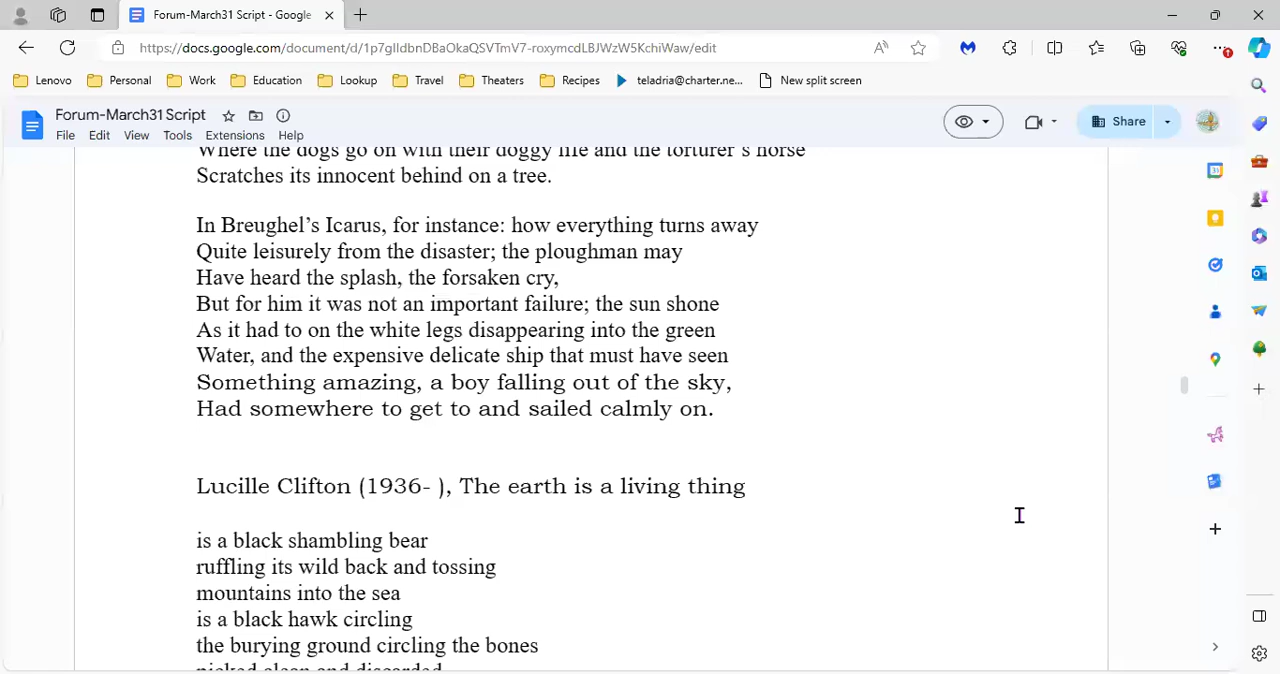 Forum-March31 Script - Google
https://docs.google.com/document/d/1p7glIdbnDBaOkaQSVTmV7-roxymcdLBJWzW5KchiWaw/edit
Lenovo Personal Work Education Lookup Travel Theaters Recipes teladria@charter.ne... New split screen
Forum-March31 Script
File Edit View Tools Extensions Help
Share
Where the dogs go on with their doggy life and the torturer's horse
Scratches its innocent behind on a tree.
In Breughel's Icarus, for instance: how everything turns away
Quite leisurely from the disaster; the ploughman may
Have heard the splash, the forsaken cry,
But for him it was not an important failure; the sun shone
As it had to on the white legs disappearing into the green
Water, and the expensive delicate ship that must have seen
Something amazing, a boy falling out of the sky,
Had somewhere to get to and sailed calmly on.
Lucille Clifton (1936- ), The earth is a living thing
is a black shambling bear
ruffling its wild back and tossing
mountains into the sea
is a black hawk circling
the burying ground circling the bones
picked clean and discarded